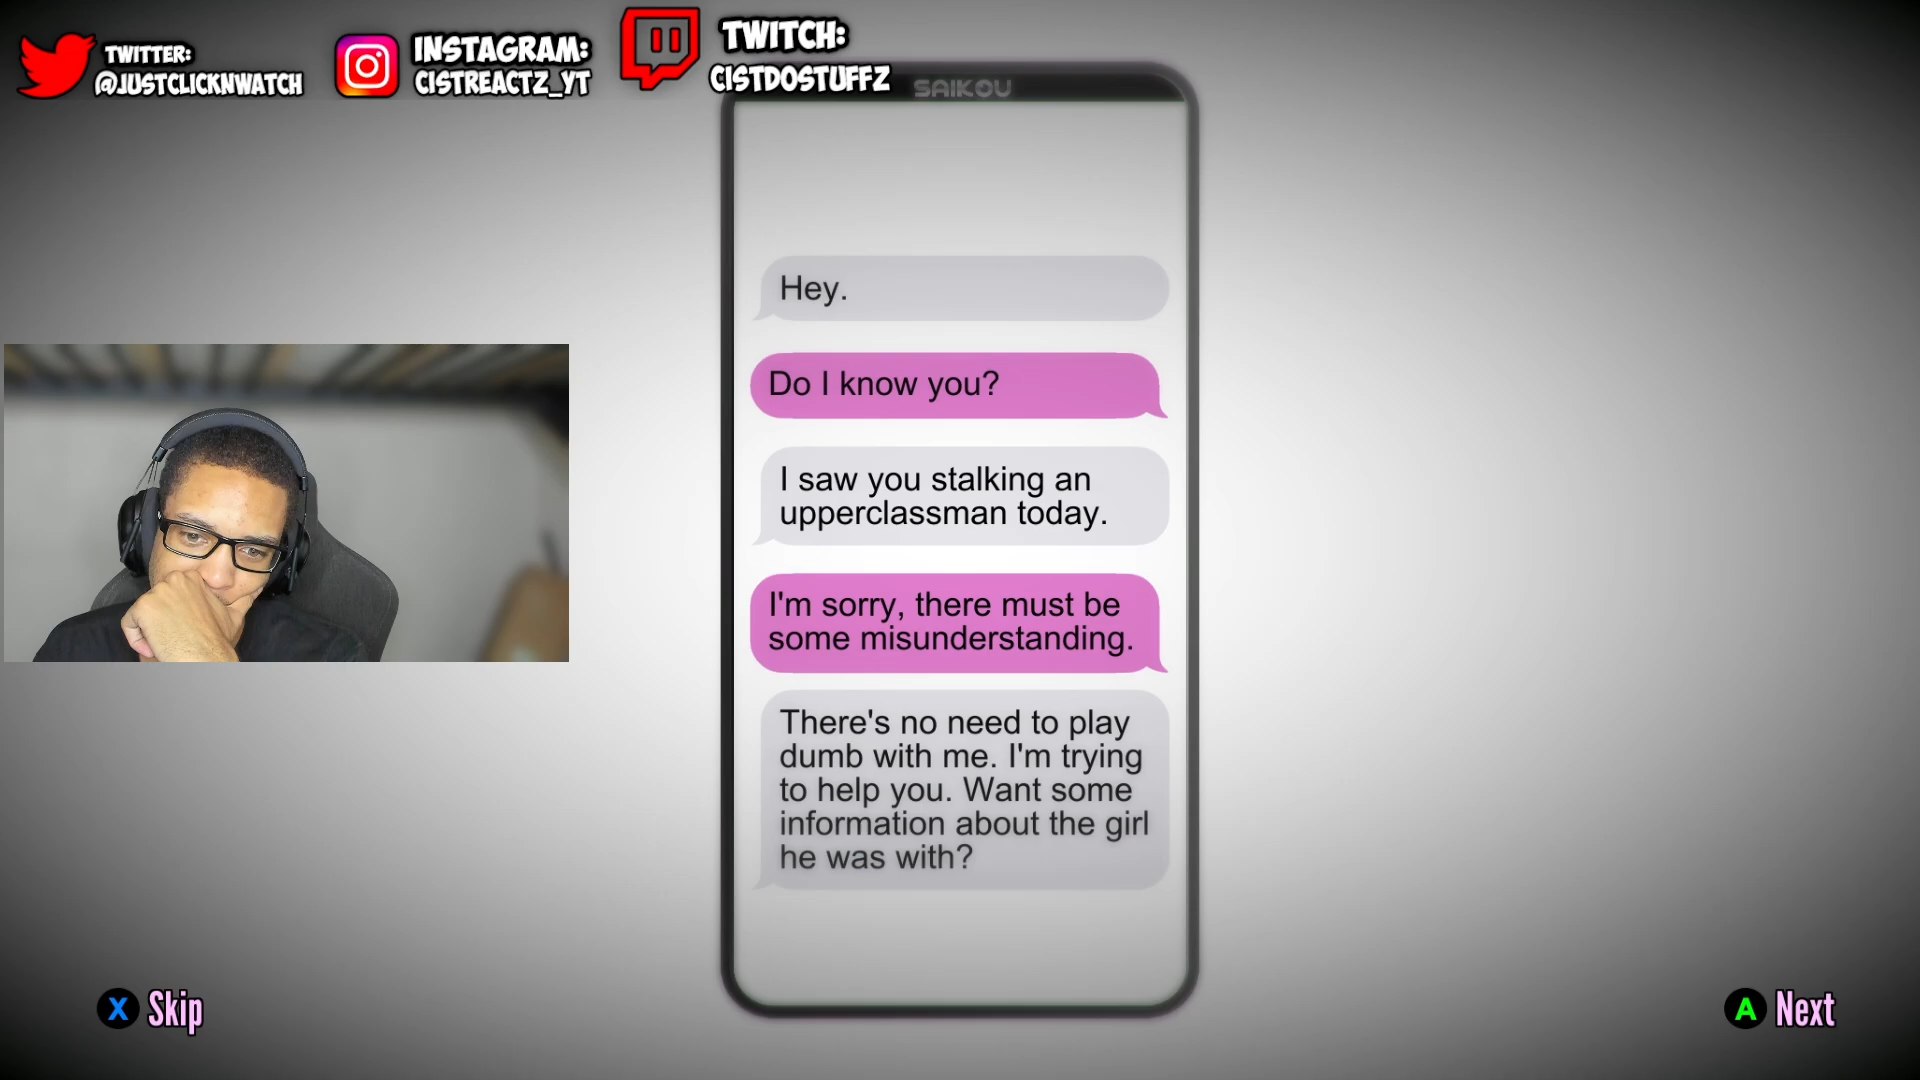 TWITTER:
@JUSTCLICKNWATCH
INSTAGRAM:
CISTREACTZ_YT
TWITCH:
CISTDOSTUFFZ
SAIKOU
Hey.
Do I know you?
I saw you stalking an
upperclassman today.
I'm sorry, there must be
some misunderstanding.
There's no need to play
dumb with me. I'm trying
to help you. Want some
information about the girl
he was with?
X Skip
A Next